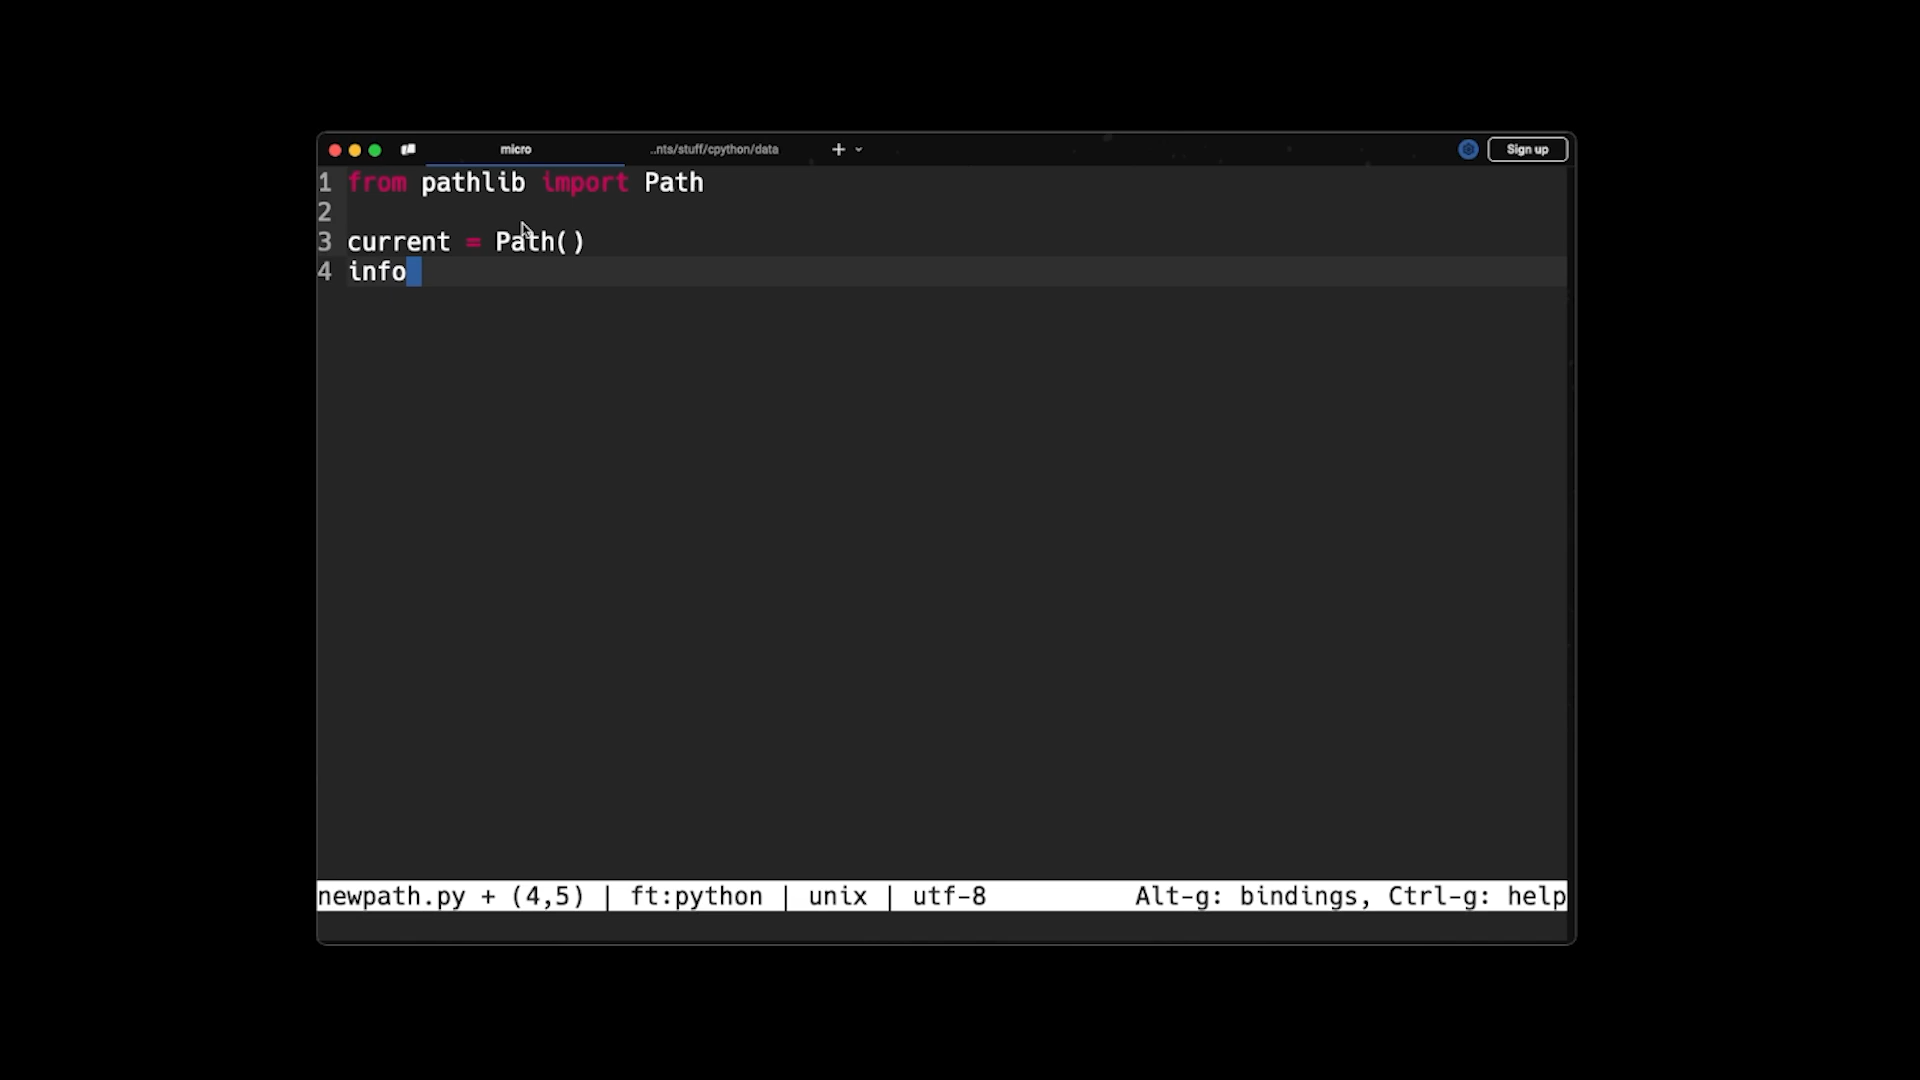 micro ..nts/stuff/cpython/data + Sign up
1 from pathlib import Path
2
3 current = Path()
4 info
newpath.py + (4,5) | ft:python | unix | utf-8 Alt-g: bindings, Ctrl-g: help